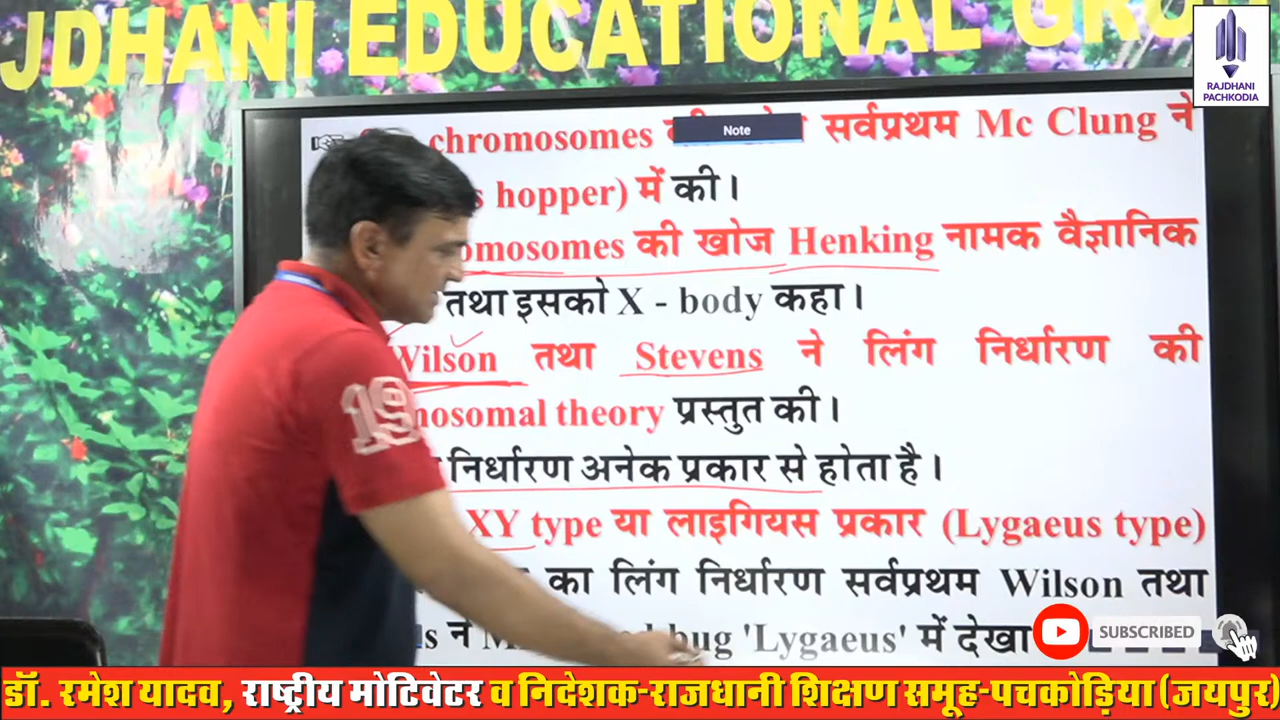 JDHANI EDUCATIONAL GRO
RAJDHANI
PACHKODIA
Note
chromosomes सर्वप्रथम Mc Clung ने
hopper) में की।
omosomes की खोज Henking नामक वैज्ञानिक
तथा इसको X - body कहा।
Wilson तथा Stevens ने लिंग निर्धारण की
mosomal theory प्रस्तुत की।
निर्धारण अनेक प्रकार से होता है।
XY type या लाइगियस प्रकार (Lygaeus type)
का लिंग निर्धारण सर्वप्रथम Wilson तथा
ने bug 'Lygaeus' में देखा
19
SUBSCRIBED
डॉ. रमेश यादव, राष्ट्रीय मोटिवेटर व निदेशक-राजधानी शिक्षण समूह-पचकोड़िया (जयपुर)